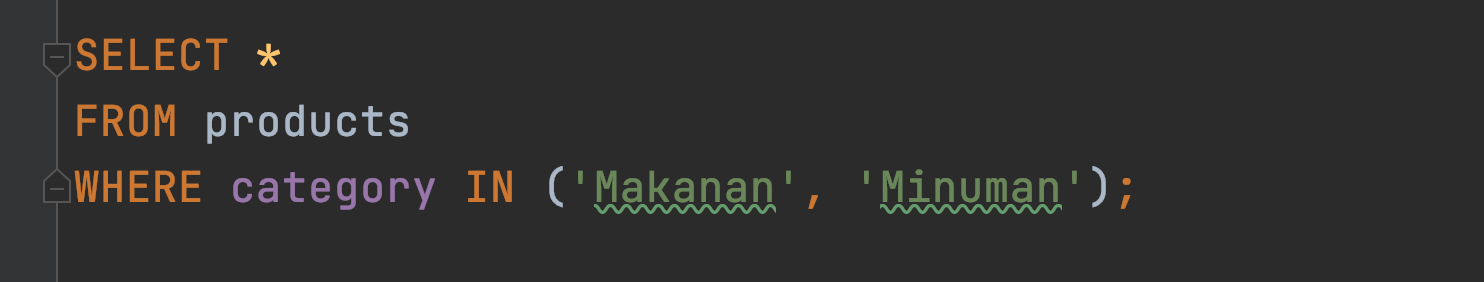 SELECT *
FROM products
WHERE category IN ('Makanan', 'Minuman');